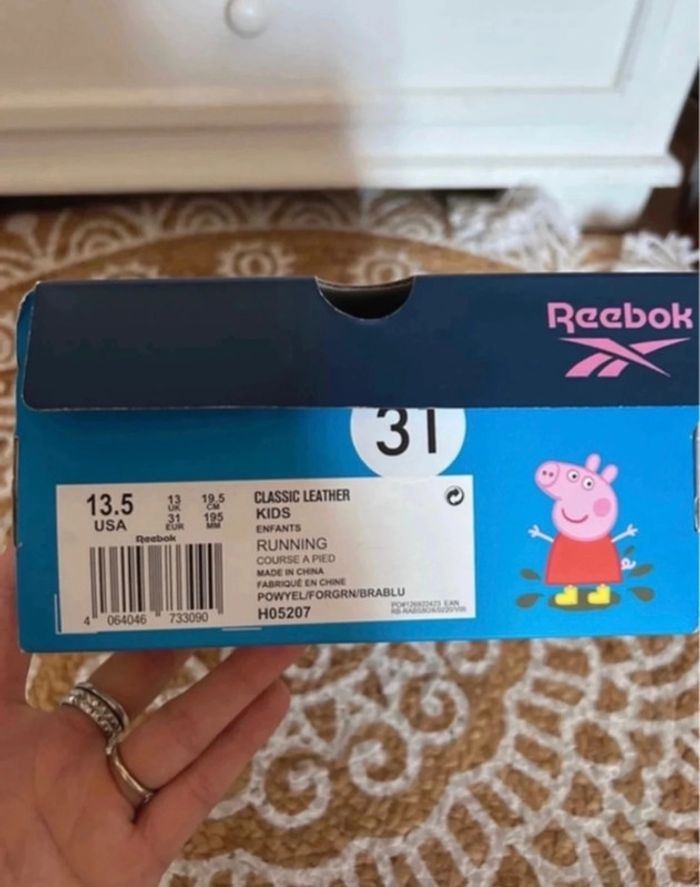 Reebok
31
13.5
USA
13
UK
31
EUR
19.5
CM
195
MM
Reebok
4 064046 733090
CLASSIC LEATHER
KIDS
ENFANTS
RUNNING
COURSE A PIED
MADE IN CHINA
FABRIQUÉ EN CHINE
POWYEL/FORGRN/BRABLU
H05207
EAN